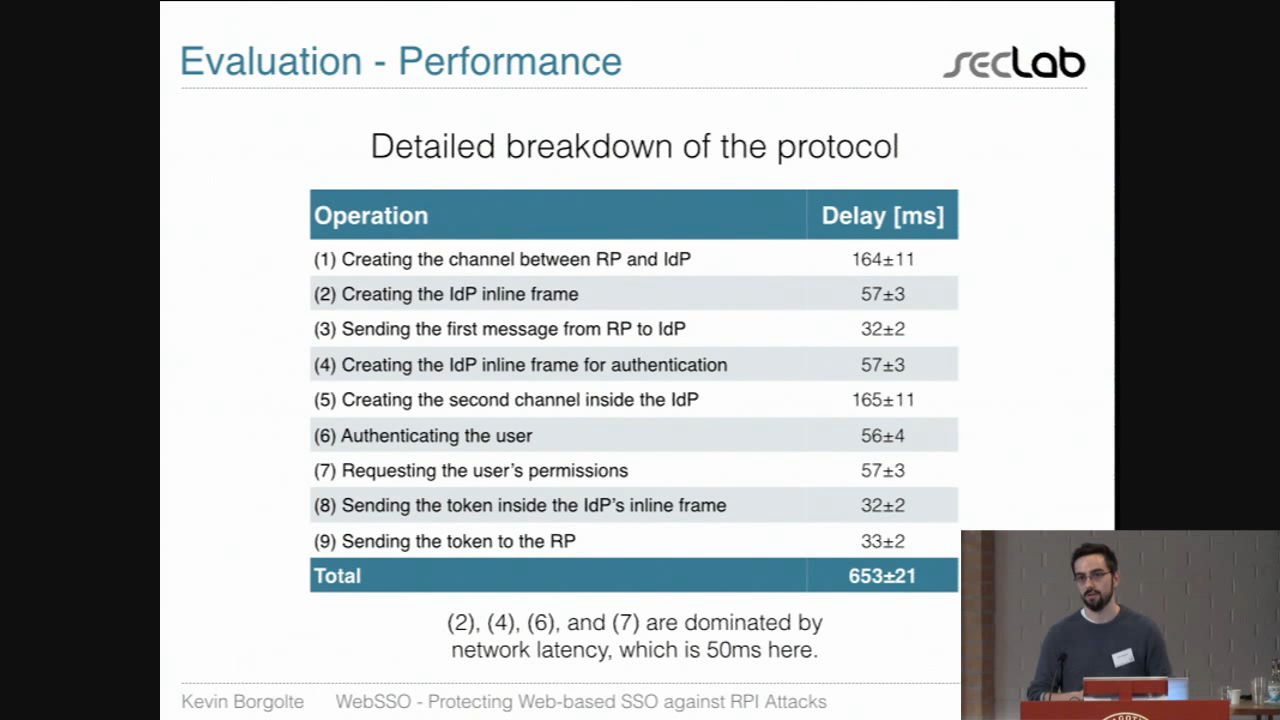 Evaluation - Performance
secLab
Detailed breakdown of the protocol
Operation Delay [ms]
(1) Creating the channel between RP and IdP 164±11
(2) Creating the IdP inline frame 57±3
(3) Sending the first message from RP to IdP 32±2
(4) Creating the IdP inline frame for authentication 57±3
(5) Creating the second channel inside the IdP 165±11
(6) Authenticating the user 56±4
(7) Requesting the user's permissions 57±3
(8) Sending the token inside the IdP's inline frame 32±2
(9) Sending the token to the RP 33±2
Total 653±21
(2), (4), (6), and (7) are dominated by
network latency, which is 50ms here.
Kevin Borgolte WebSSO - Protecting Web-based SSO against RPI Attacks